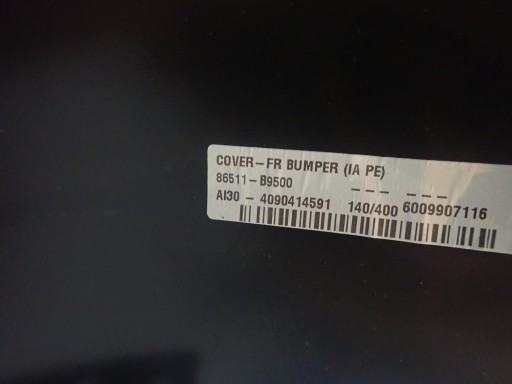 COVER-FR BUMPER (IA PE)
86511-B9500 --- ---
AI30 - 4090414591 140/400 6009907116